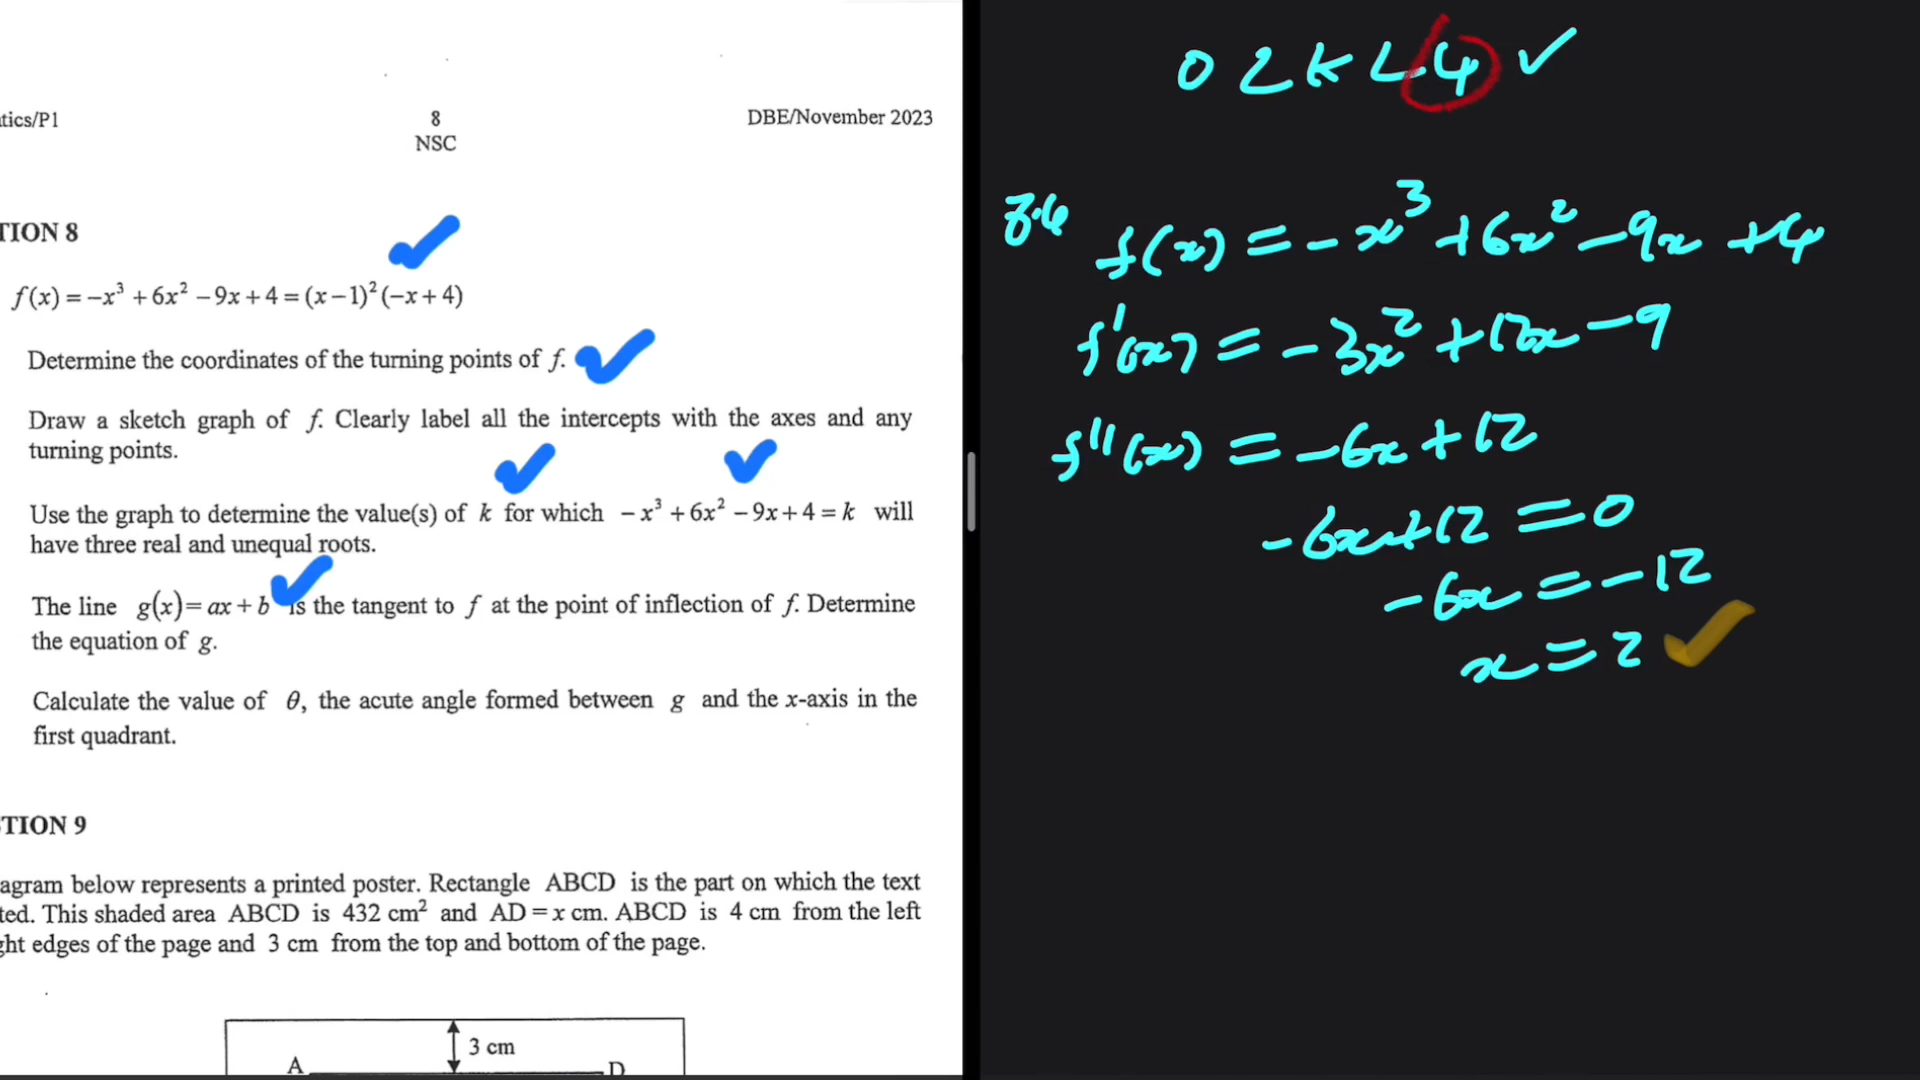 tics/P1
8
NSC
DBE/November 2023
TION 8
f(x) = –x³ + 6x² – 9x + 4 = (x – 1)² (–x + 4)
Determine the coordinates of the turning points of f.
Draw a sketch graph of f. Clearly label all the intercepts with the axes and any
turning points.
Use the graph to determine the value(s) of k for which – x³ + 6x² – 9x + 4 = k will
have three real and unequal roots.
The line g(x) = ax + b is the tangent to f at the point of inflection of f. Determine
the equation of g.
Calculate the value of θ, the acute angle formed between g and the x-axis in the
first quadrant.
TION 9
agram below represents a printed poster. Rectangle ABCD is the part on which the text
ted. This shaded area ABCD is 432 cm² and AD = x cm. ABCD is 4 cm from the left
ght edges of the page and 3 cm from the top and bottom of the page.
3 cm
A
D
0 < k < 4 ✓
8.4 f(x) = – x³ + 6x² – 9x + 4
f'(x) = – 3x² + 12x – 9
f''(x) = – 6x + 12
– 6x + 12 = 0
– 6x = – 12
x = 2